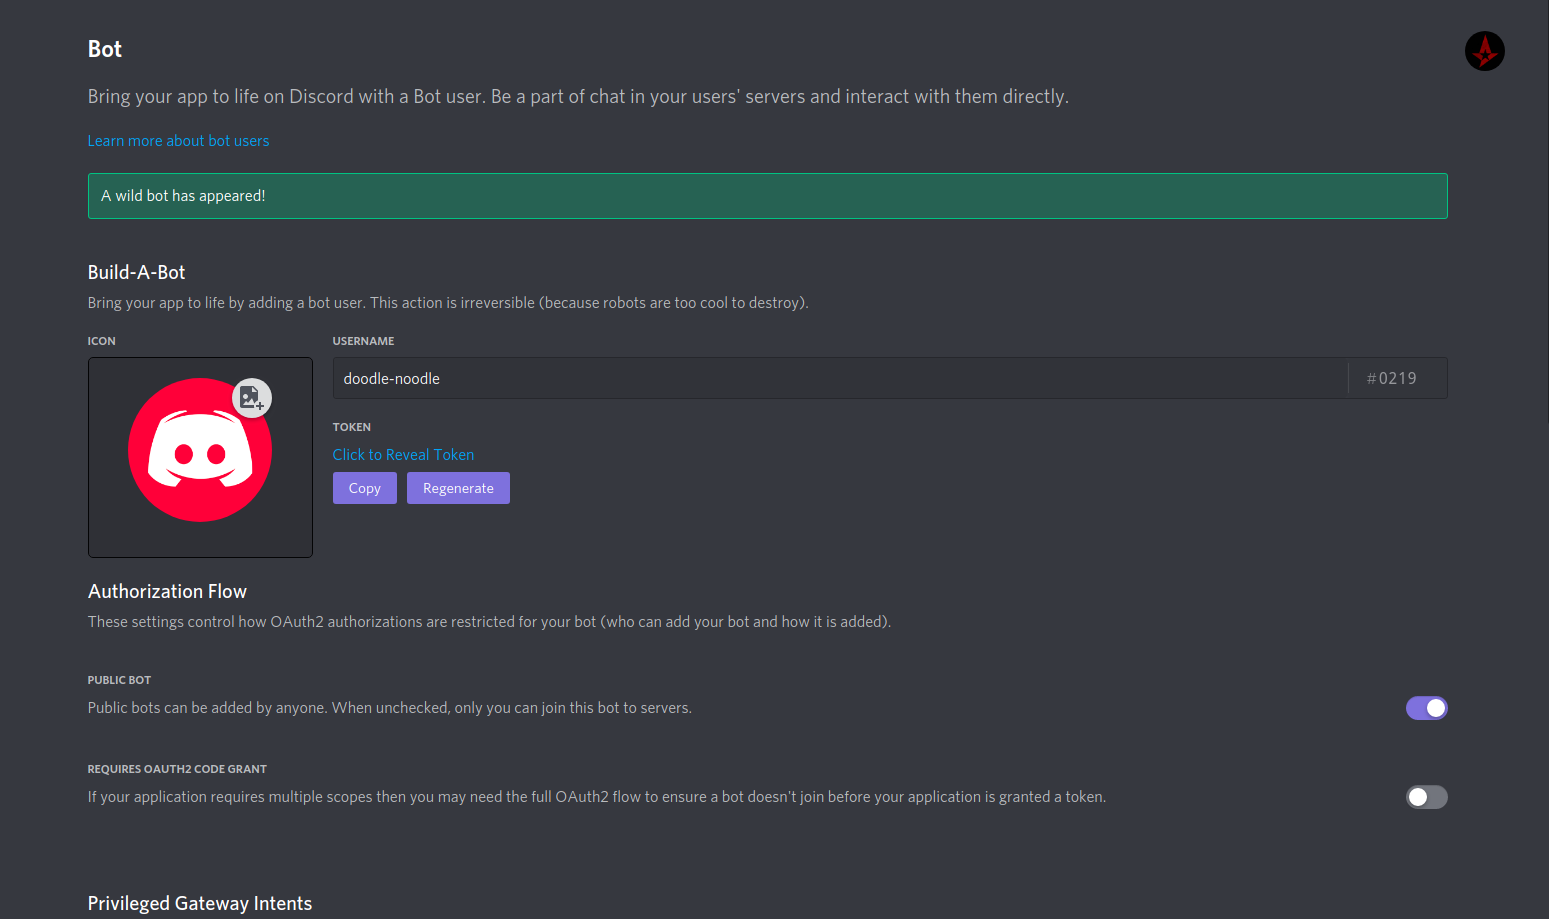 Bot
Bring your app to life on Discord with a Bot user. Be a part of chat in your users' servers and interact with them directly.
Learn more about bot users
A wild bot has appeared!
Build-A-Bot
Bring your app to life by adding a bot user. This action is irreversible (because robots are too cool to destroy).
ICON
USERNAME
doodle-noodle
#0219
TOKEN
Click to Reveal Token
Copy
Regenerate
Authorization Flow
These settings control how OAuth2 authorizations are restricted for your bot (who can add your bot and how it is added).
PUBLIC BOT
Public bots can be added by anyone. When unchecked, only you can join this bot to servers.
REQUIRES OAUTH2 CODE GRANT
If your application requires multiple scopes then you may need the full OAuth2 flow to ensure a bot doesn't join before your application is granted a token.
Privileged Gateway Intents